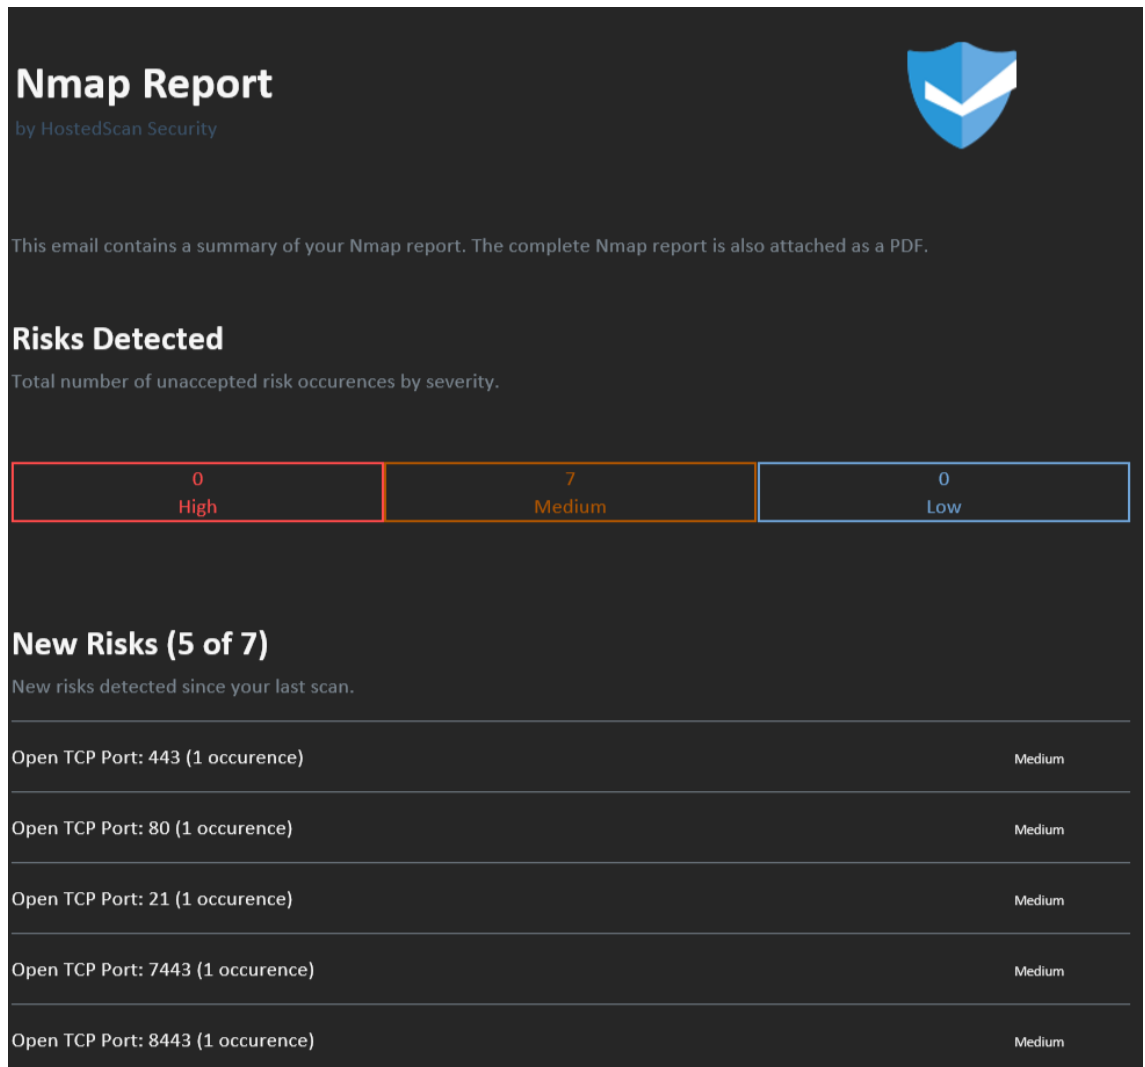 Nmap Report
by HostedScan Security
This email contains a summary of your Nmap report. The complete Nmap report is also attached as a PDF.
Risks Detected
Total number of unaccepted risk occurences by severity.
0
High
7
Medium
0
Low
New Risks (5 of 7)
New risks detected since your last scan.
Open TCP Port: 443 (1 occurence) Medium
Open TCP Port: 80 (1 occurence) Medium
Open TCP Port: 21 (1 occurence) Medium
Open TCP Port: 7443 (1 occurence) Medium
Open TCP Port: 8443 (1 occurence) Medium